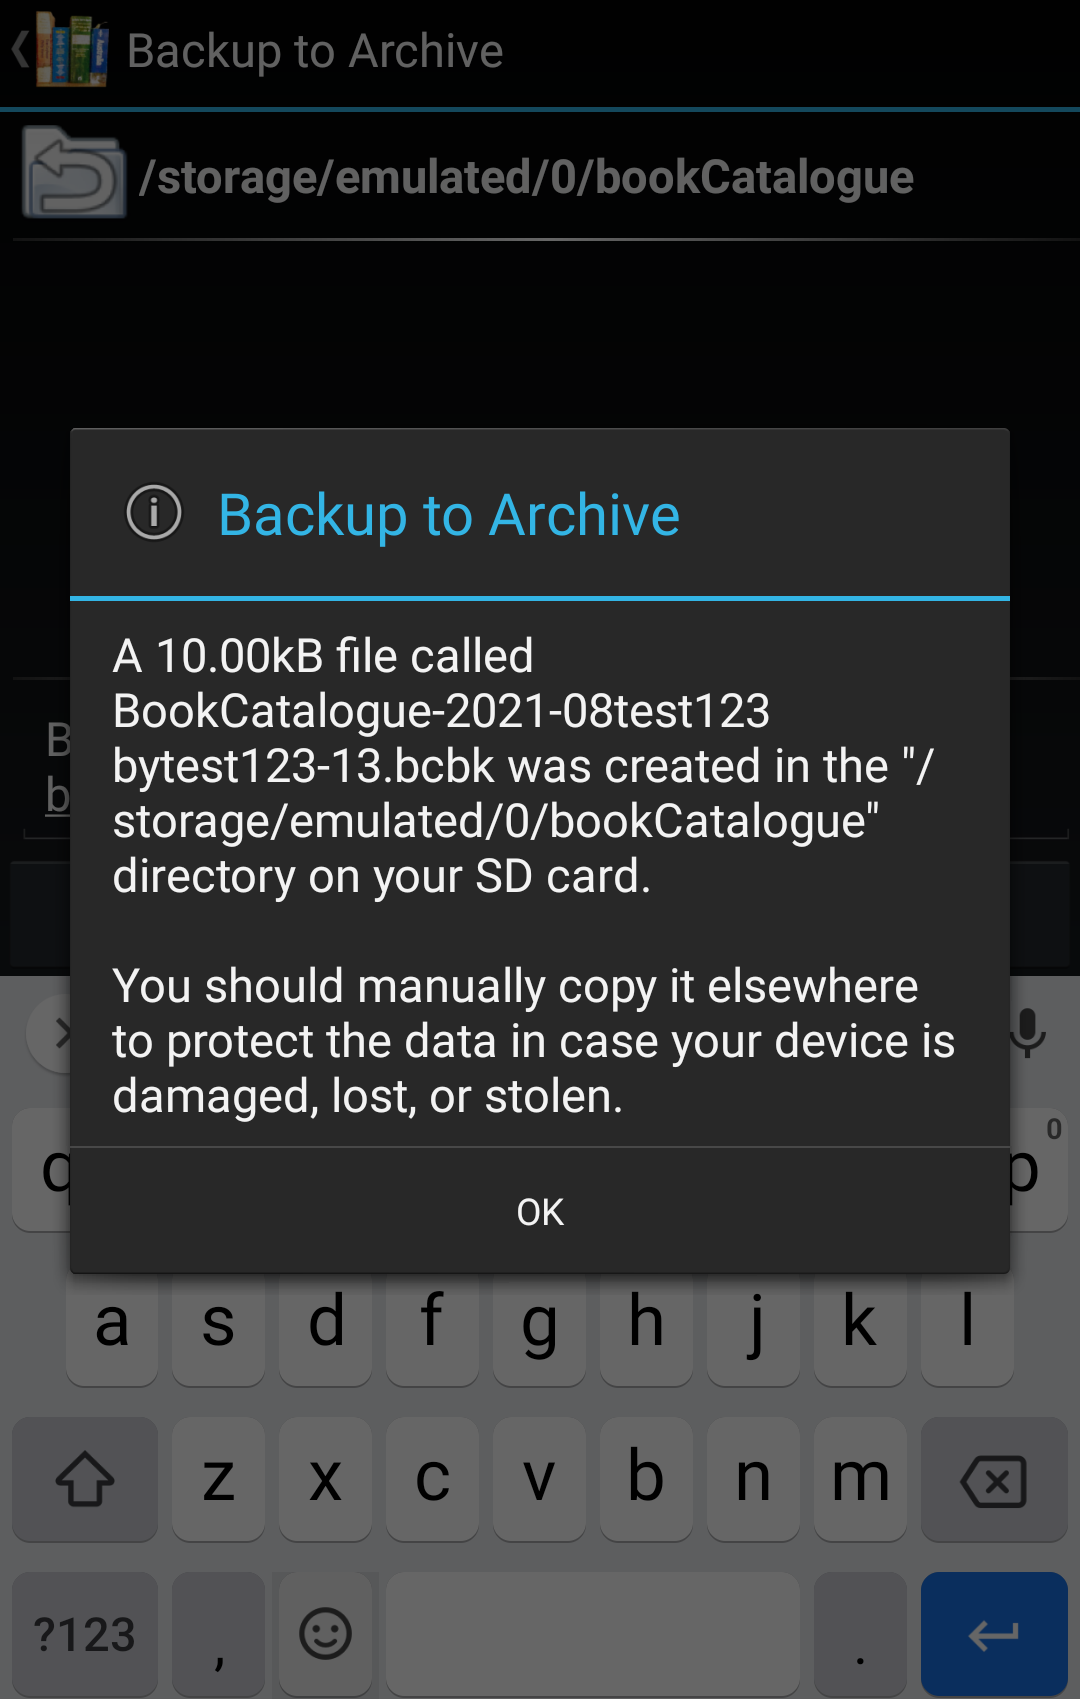 Backup to Archive
/storage/emulated/0/bookCatalogue
Backup to Archive
A 10.00kB file called
BookCatalogue-2021-08test123
bytest123-13.bcbk was created in the "/
storage/emulated/0/bookCatalogue"
directory on your SD card.
You should manually copy it elsewhere
to protect the data in case your device is
damaged, lost, or stolen.
OK
B
b
q p 0
a s d f g h j k l
z x c v b n m
?123 , .